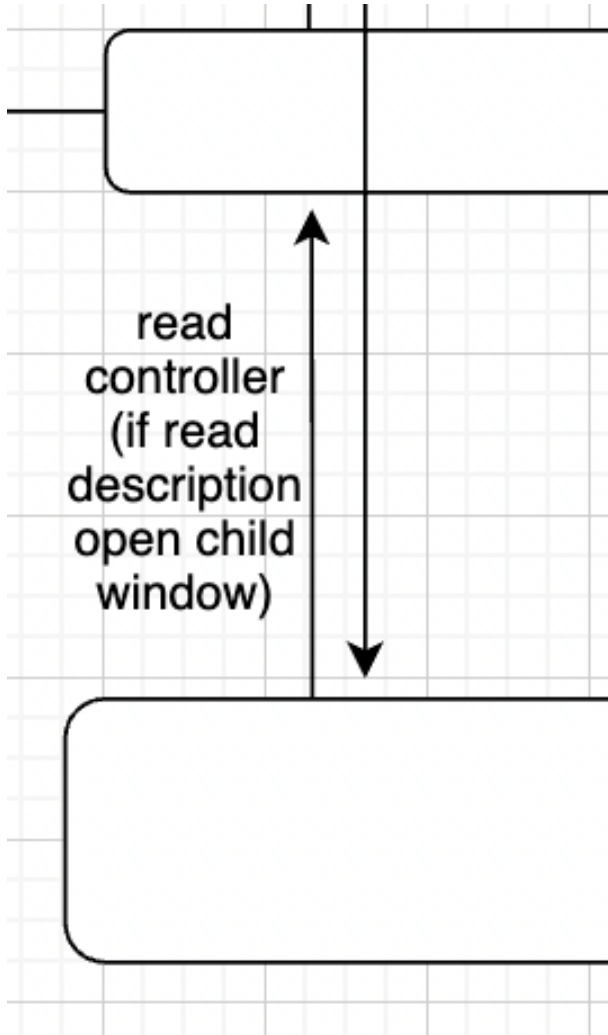 read
controller
(if read
description
open child
window)